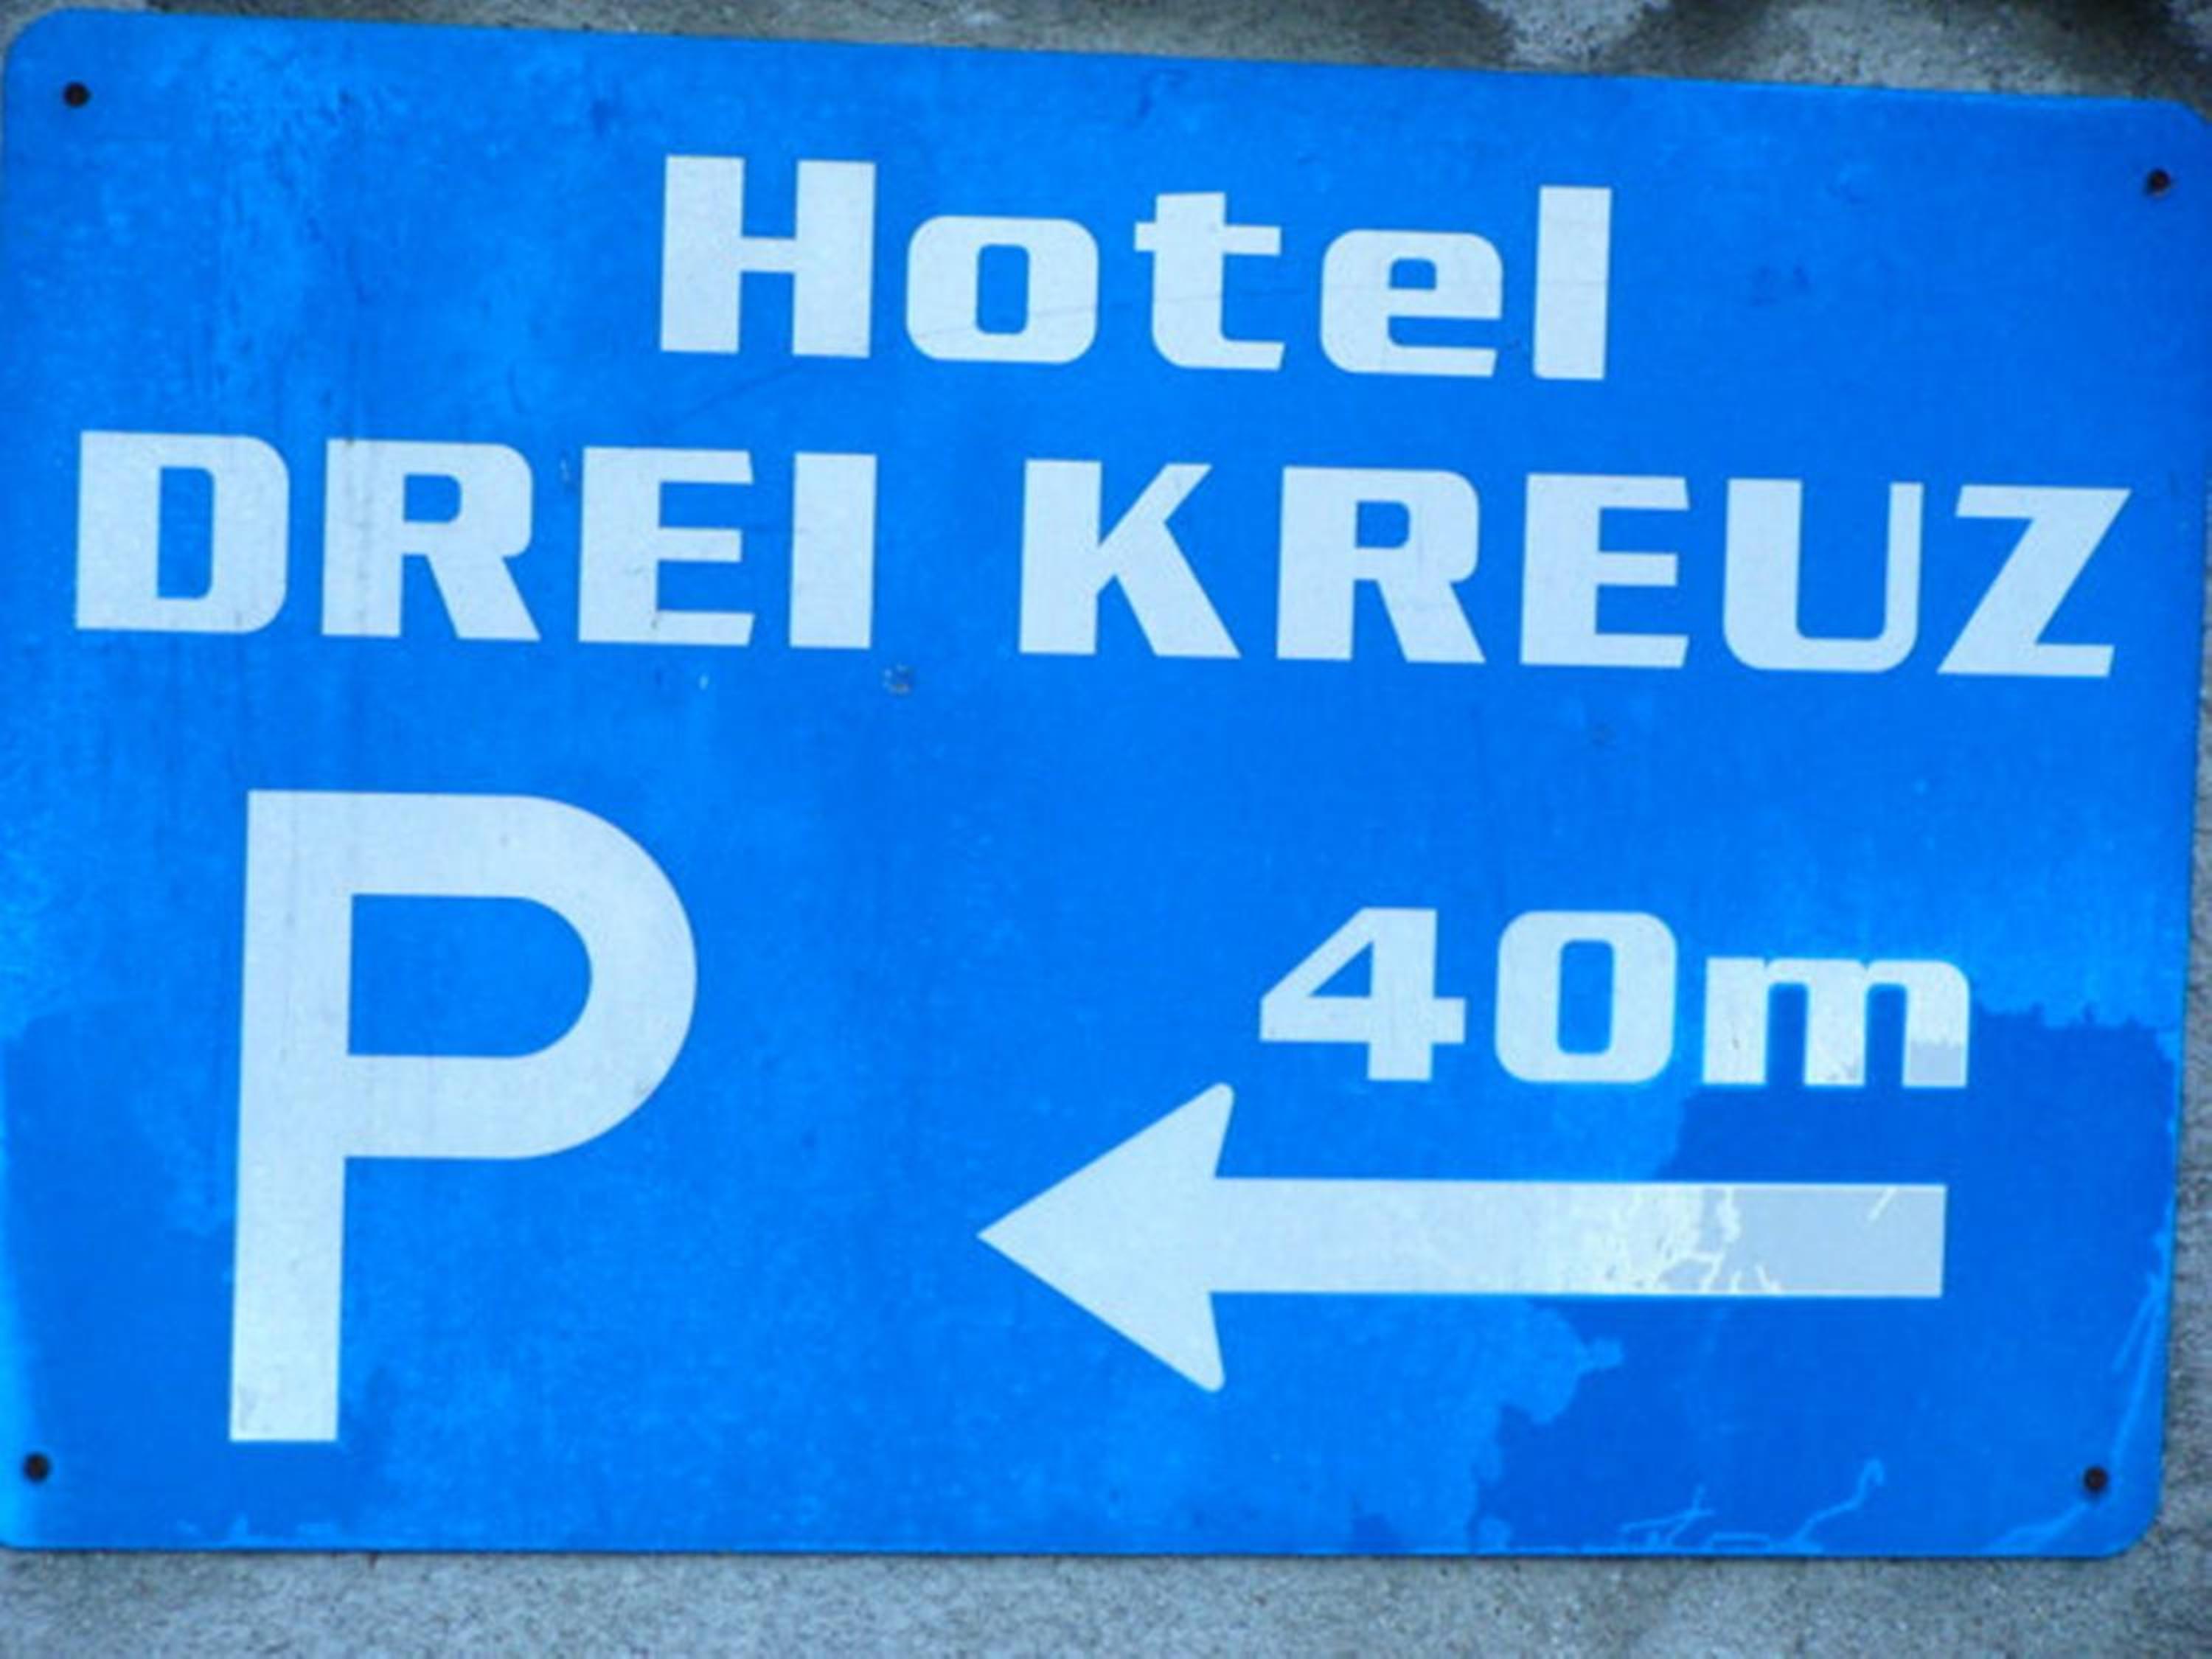 Hotel
DREI KREUZ
P
40m